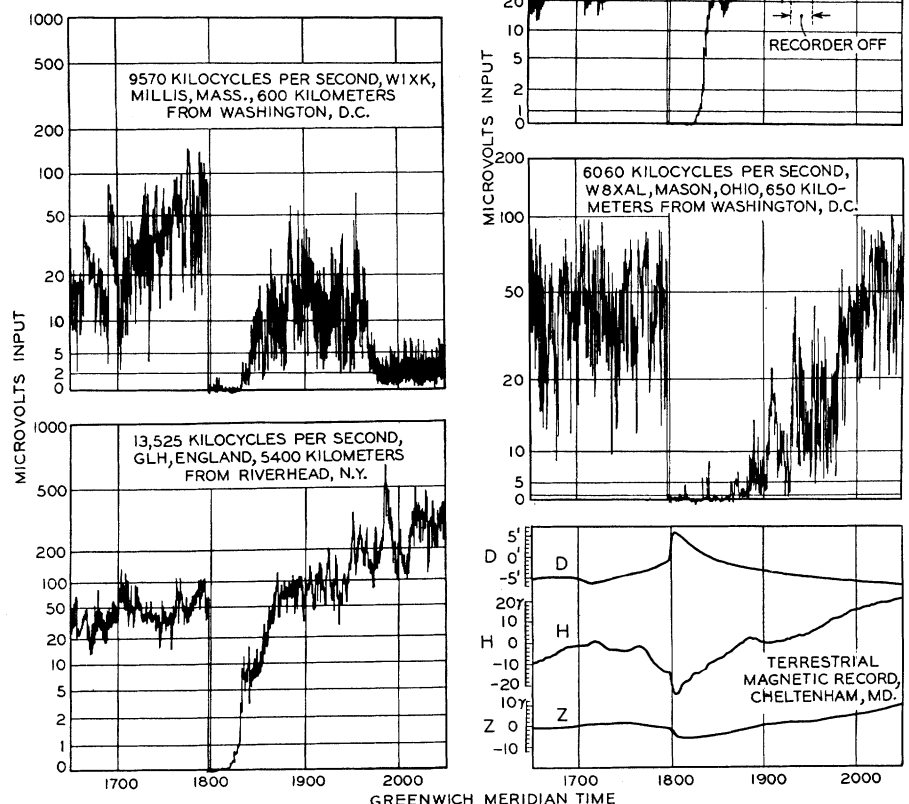 1000
500
200
100
50
20
10
5
2
0
9570 KILOCYCLES PER SECOND, W1XK,
MILLIS, MASS., 600 KILOMETERS
FROM WASHINGTON, D.C.
MICROVOLTS INPUT
1000
500
200
100
50
20
10
5
2
1
0
13,525 KILOCYCLES PER SECOND,
GLH, ENGLAND, 5400 KILOMETERS
FROM RIVERHEAD, N.Y.
1700
1800
1900
2000
20
10
5
2
1
0
RECORDER OFF
MICROVOLTS INPUT
200
100
50
20
10
5
2
0
6060 KILOCYCLES PER SECOND,
W8XAL, MASON, OHIO, 650 KILO-
METERS FROM WASHINGTON, D.C.
D
5'
0'
-5'
D
H
20γ
10
0
-10
-20
H
Z
10γ
0
-10
Z
TERRESTRIAL
MAGNETIC RECORD,
CHELTENHAM, MD.
1700
1800
1900
2000
GREENWICH MERIDIAN TIME